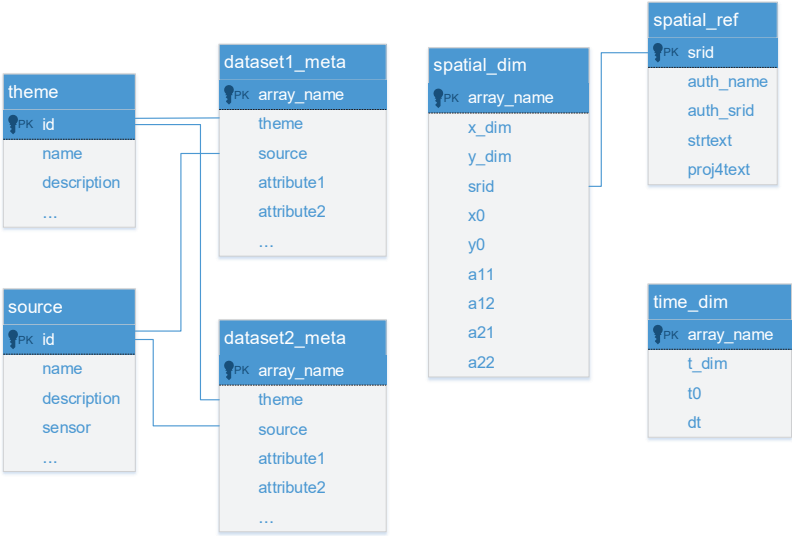 theme
PK id
name
description
...
source
PK id
name
description
sensor
...
dataset1_meta
PK array_name
theme
source
attribute1
attribute2
...
dataset2_meta
PK array_name
theme
source
attribute1
attribute2
...
spatial_dim
PK array_name
x_dim
y_dim
srid
x0
y0
a11
a12
a21
a22
spatial_ref
PK srid
auth_name
auth_srid
strtext
proj4text
time_dim
PK array_name
t_dim
t0
dt